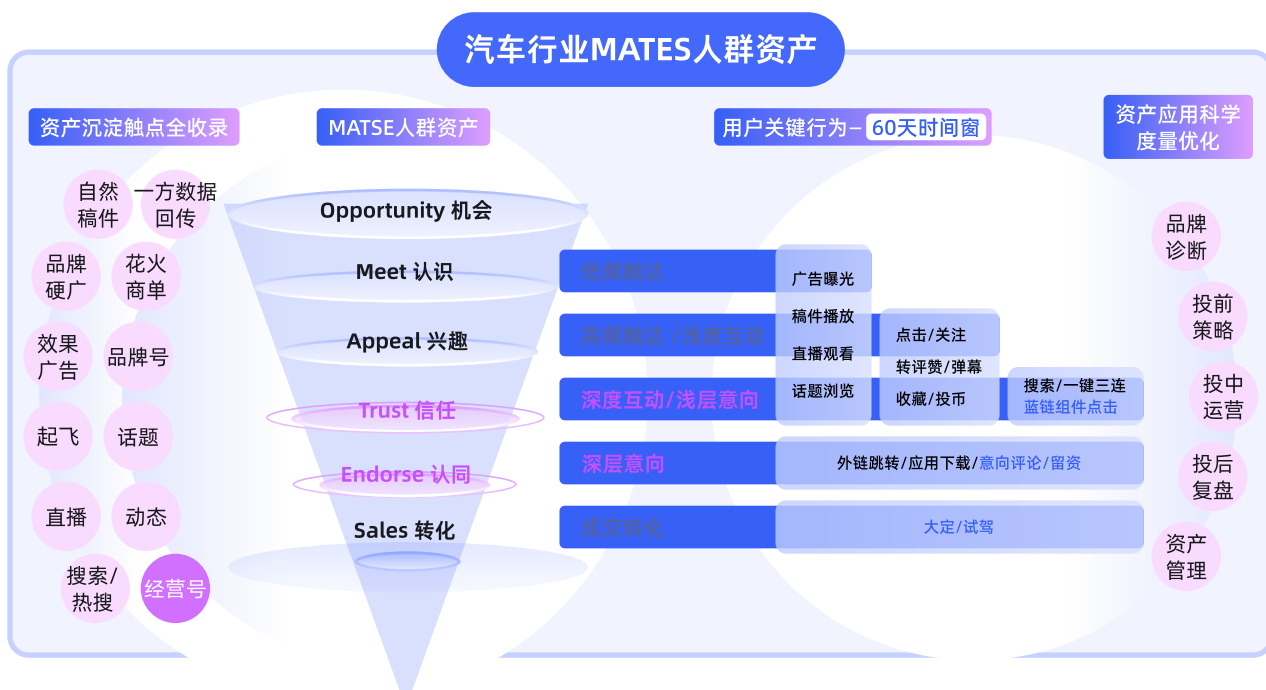 汽车行业MATES人群资产
资产沉淀触点全收录
自然
稿件
一方数据
回传
品牌
硬广
花火
商单
效果
广告
品牌号
起飞
话题
直播
动态
搜索/
热搜
经营号
MATSE人群资产
Opportunity 机会
Meet 认识
Appeal 兴趣
Trust 信任
Endorse 认同
Sales 转化
用户关键行为— 60天时间窗
低频触达
高频触达 /浅度互动
深度互动/浅层意向
深层意向
成交转化
广告曝光
稿件播放
直播观看
话题浏览
点击/关注
转评赞/弹幕
收藏/投币
搜索/一键三连
蓝链组件点击
外链跳转/应用下载/意向评论/留资
大定/试驾
资产应用科学
度量优化
品牌
诊断
投前
策略
投中
运营
投后
复盘
资产
管理